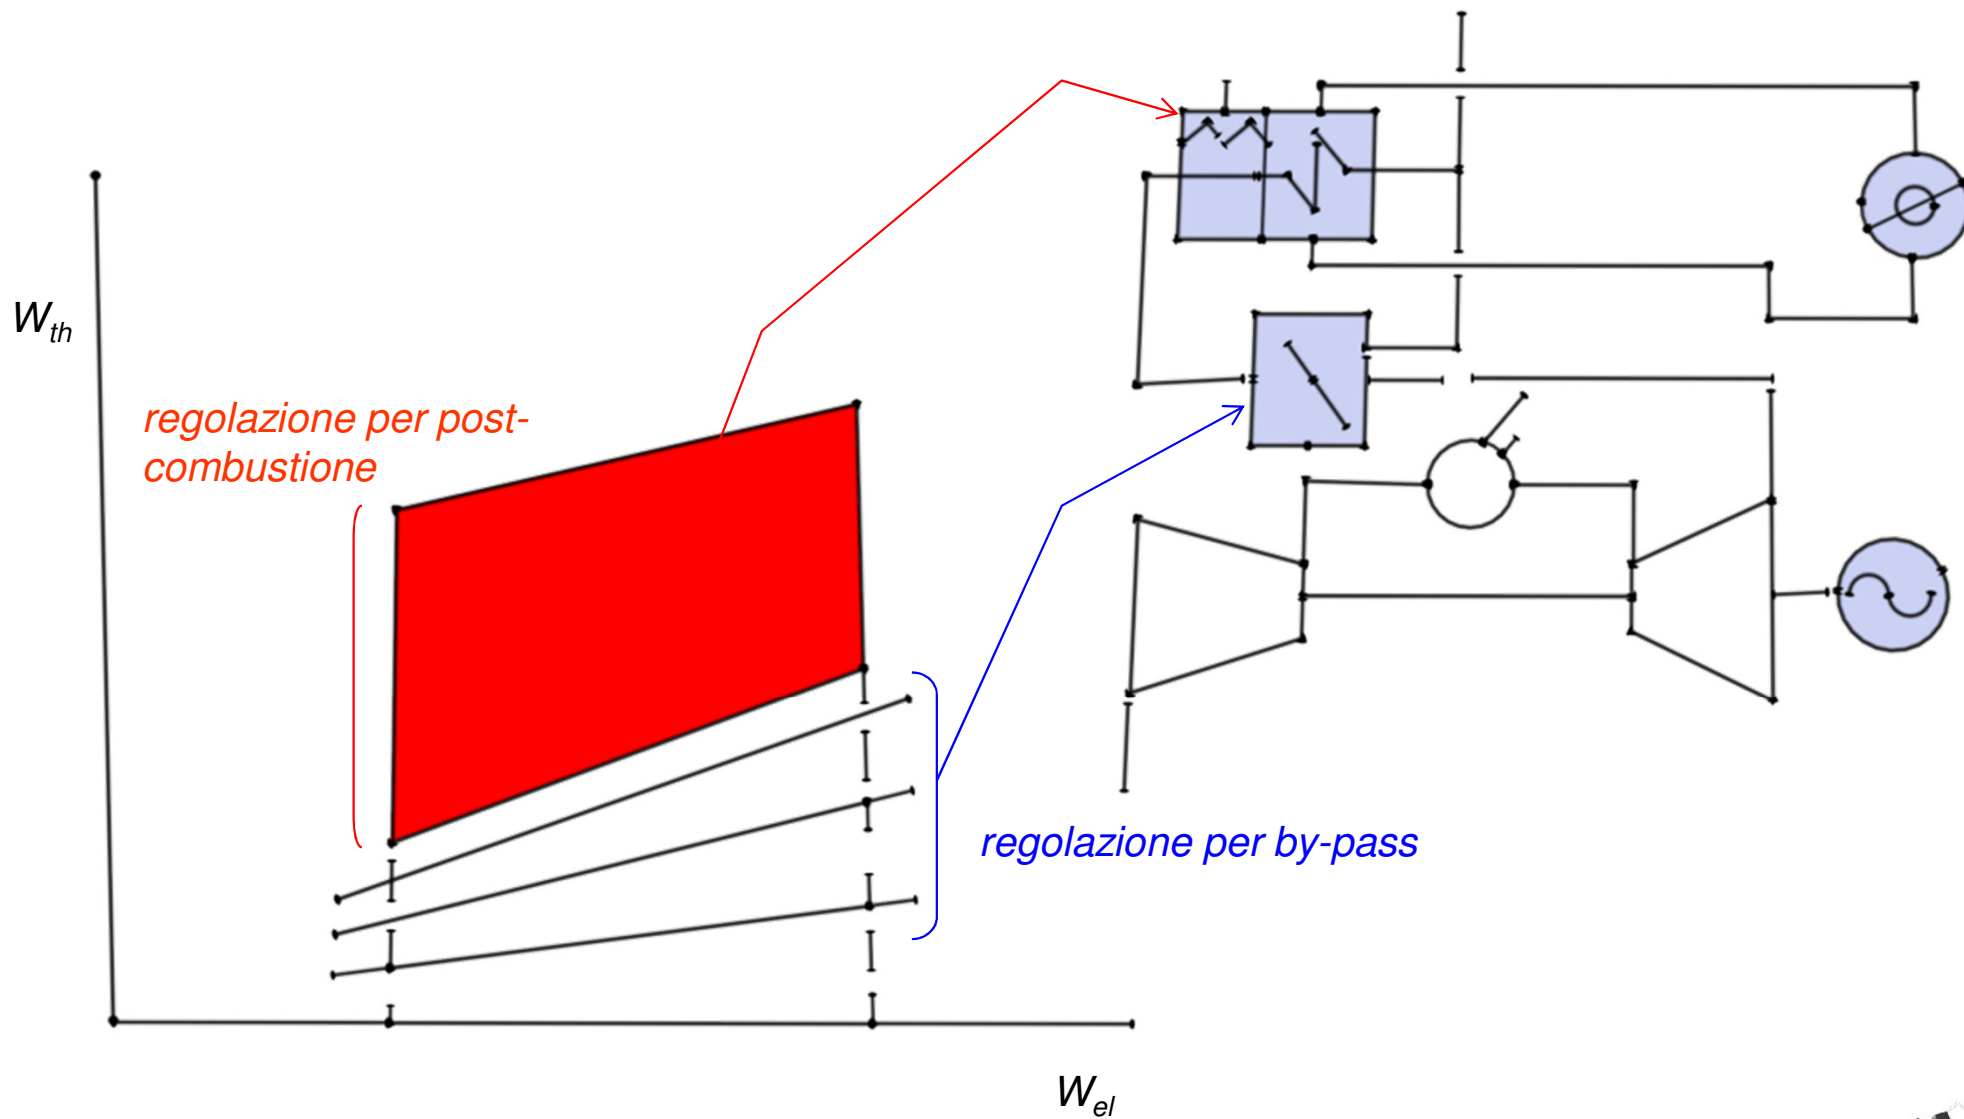 W_th
regolazione per post-
combustione
regolazione per by-pass
W_el